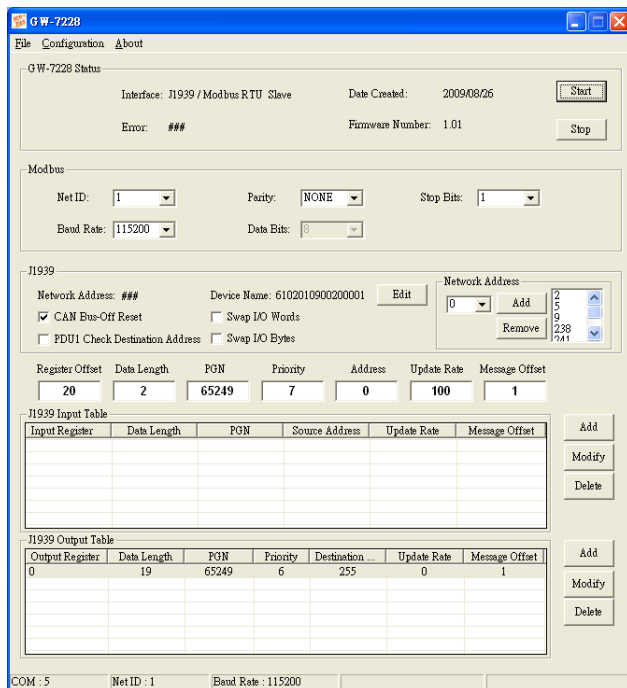 GW-7228
File Configuration About
GW-7228 Status
Interface: J1939 / Modbus RTU Slave Date Created: 2009/08/26 Start
Error: ### Firmware Number: 1.01 Stop
Modbus
Net ID: 1 Parity: NONE Stop Bits: 1
Baud Rate: 115200 Data Bits: 8
J1939
Network Address
Network Address: ### Device Name: 6102010900200001 Edit
0 Add
Remove
2
5
9
238
241
CAN Bus-Off Reset Swap I/O Words
PDU1 Check Destination Address Swap I/O Bytes
Register Offset Data Length PGN Priority Address Update Rate Message Offset
20 2 65249 7 0 100 1
J1939 Input Table
Input Register Data Length PGN Source Address Update Rate Message Offset
Add
Modify
Delete
J1939 Output Table
Output Register Data Length PGN Priority Destination ... Update Rate Message Offset
0 19 65249 6 255 0 1
Add
Modify
Delete
COM : 5 Net ID : 1 Baud Rate : 115200